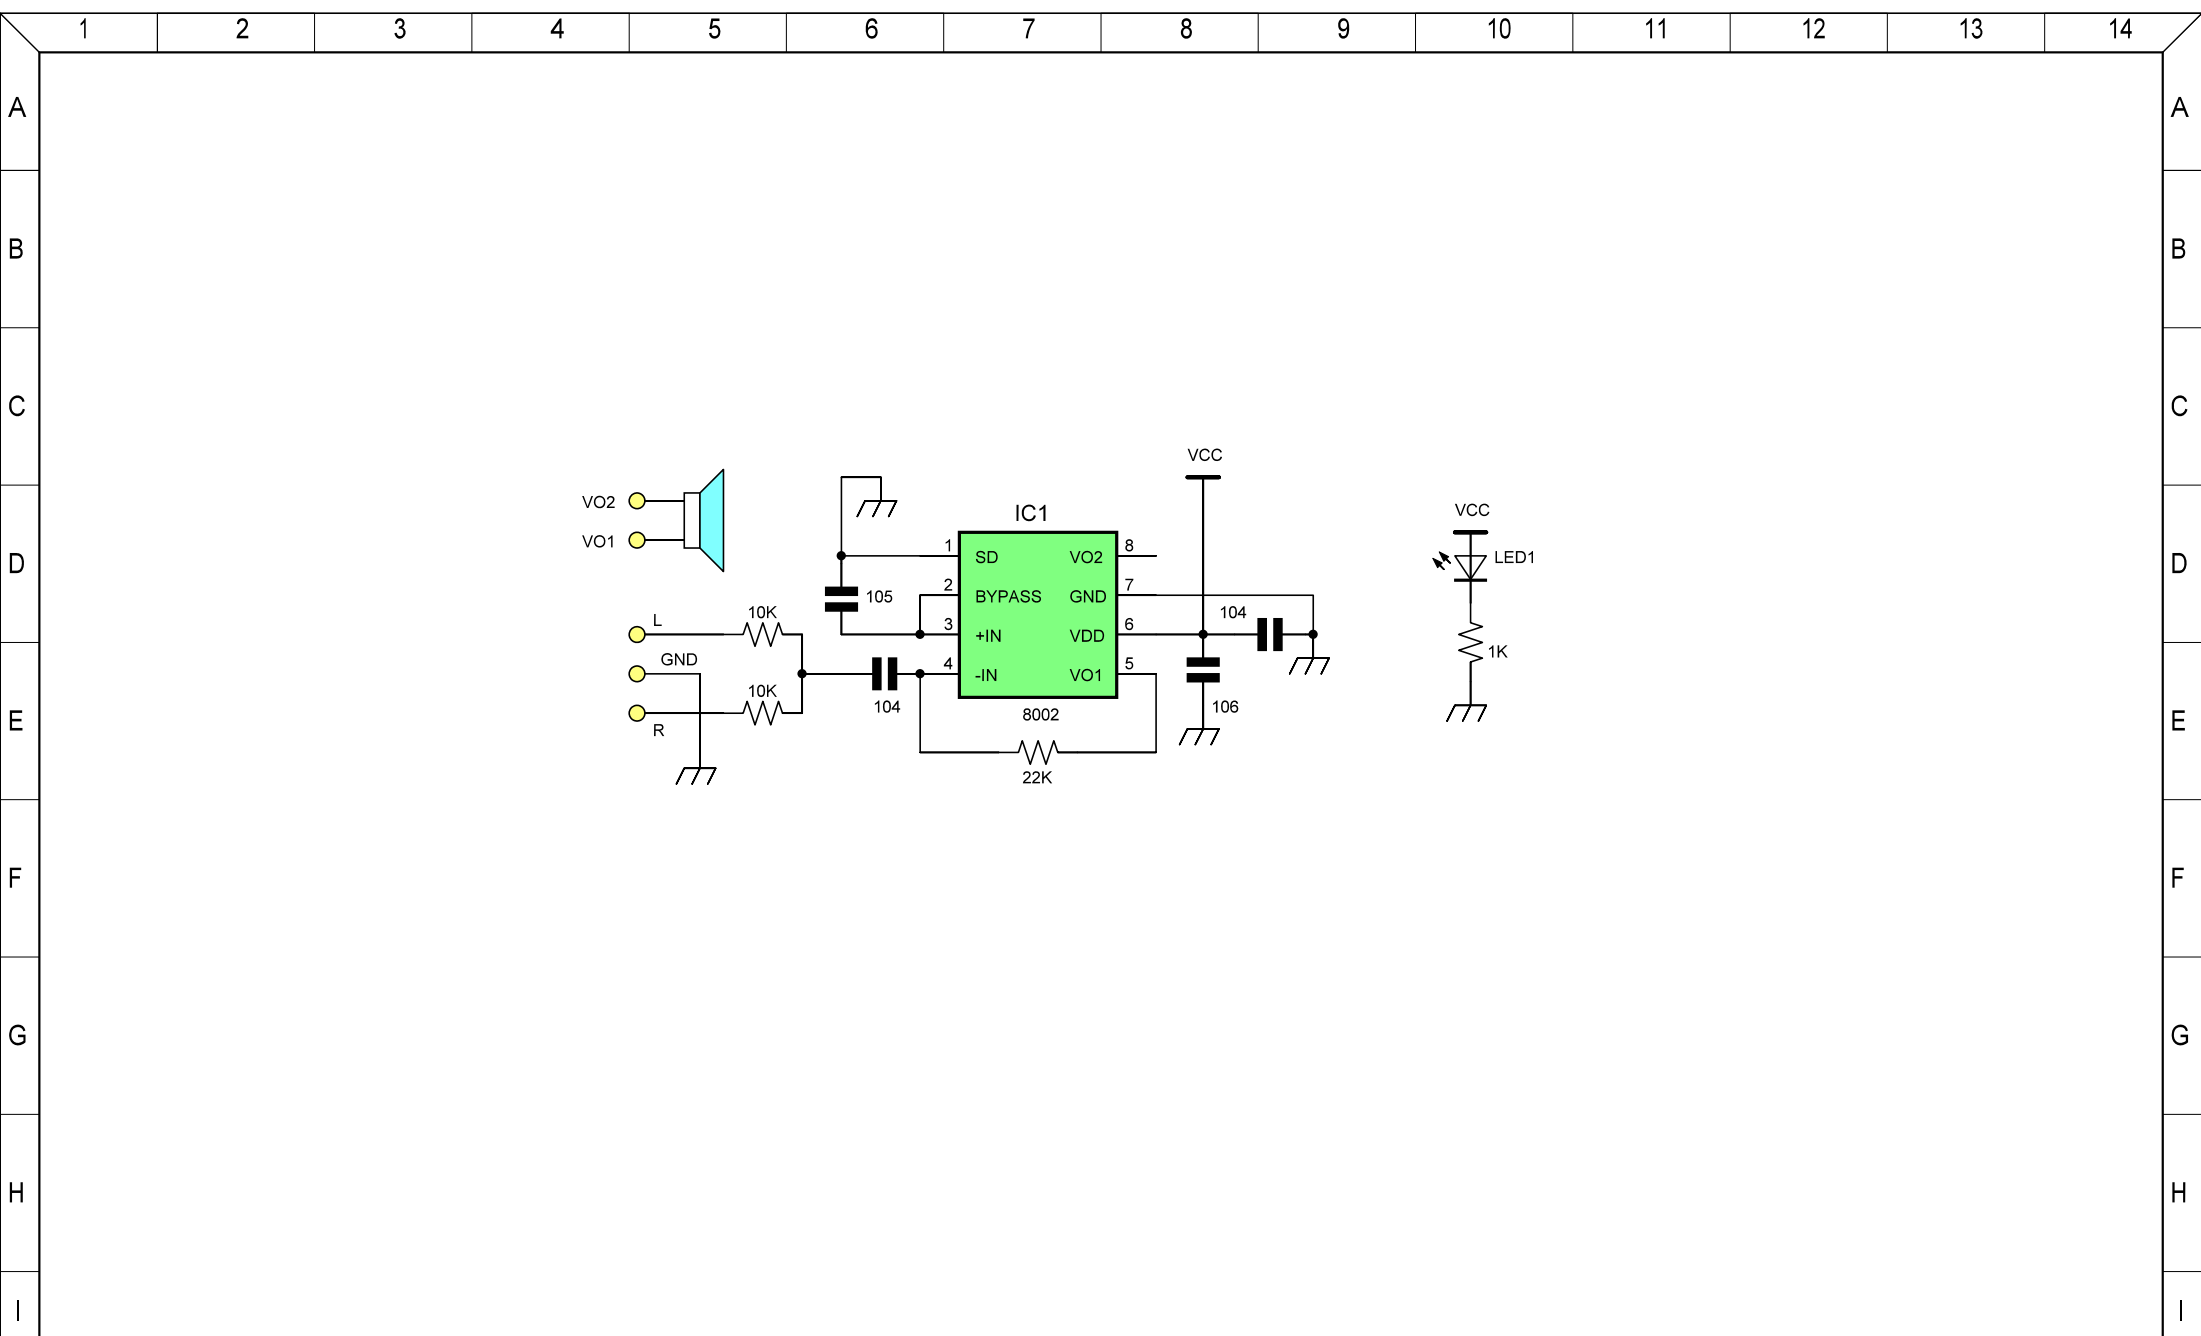 1 2 3 4 5 6 7 8 9 10 11 12 13 14
A A
B B
C C
VCC
VO2
VO1
IC1
VCC
LED1
D D
1 SD VO2 8
2 BYPASS GND 7
3 +IN VDD 6
4 -IN VO1 5
8002
105
104
L
10K
GND
10K
R
104
106
22K
1K
E E
F F
G G
H H
I I